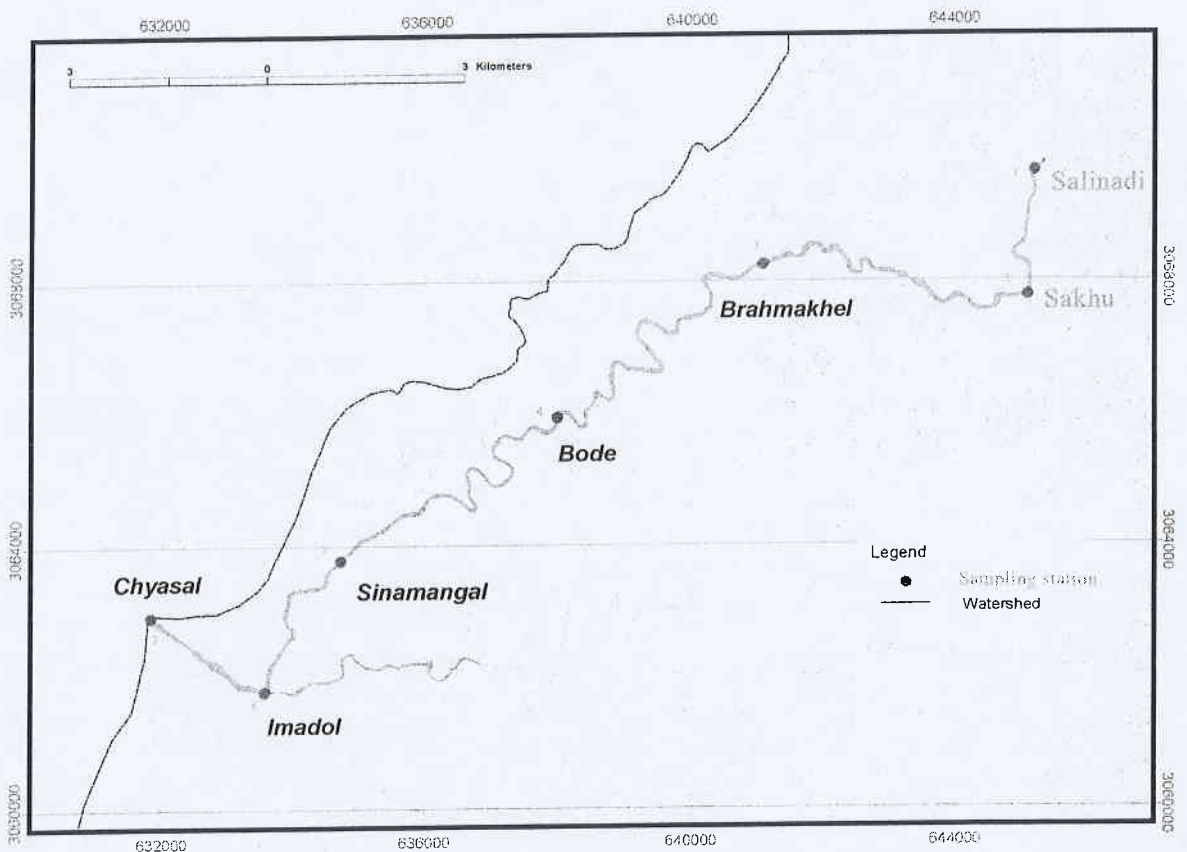 632000
636000
640000
644000
3
0
3 Kilometers
Salinadi
3068000
3068000
Sakhu
Brahmakhel
Bode
3064000
3064000
Legend
Sampling station
Watershed
Chyasal
Sinamangal
Imadol
3060000
3060000
632000
636000
640000
644000